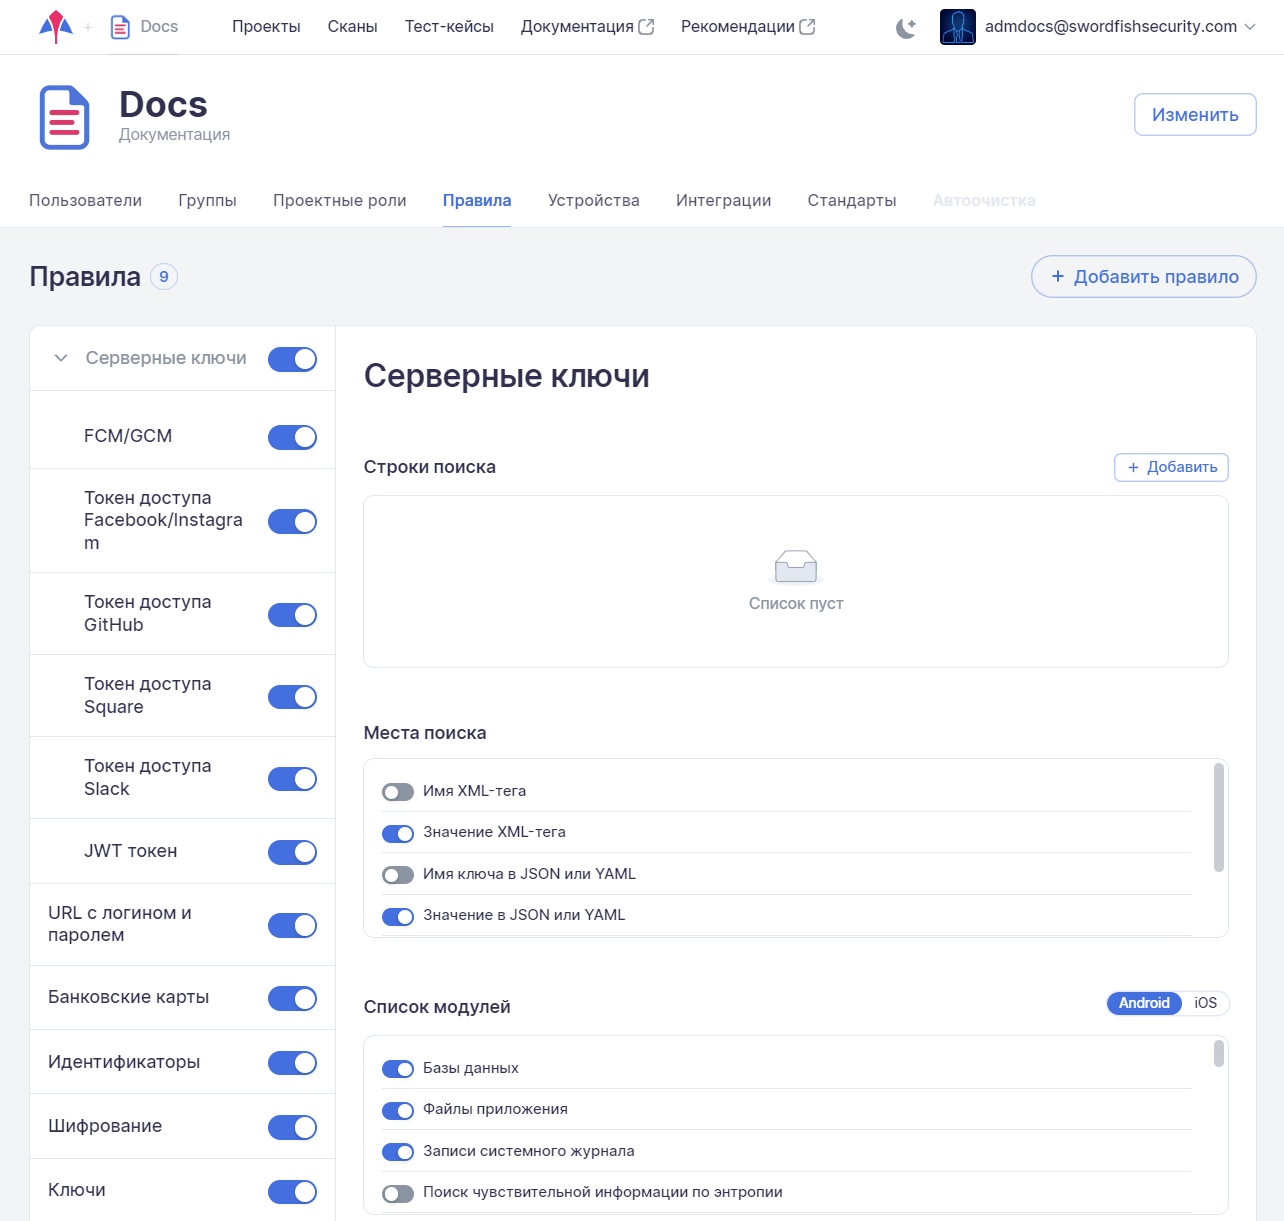 + Docs Проекты Сканы Тест-кейсы Документация Рекомендации admdocs@swordfishsecurity.com
Docs
Документация
Изменить
Пользователи Группы Проектные роли Правила Устройства Интеграции Стандарты Автоочистка
Правила 9
+ Добавить правило
Серверные ключи
FCM/GCM
Токен доступа
Facebook/Instagra
m
Токен доступа
GitHub
Токен доступа
Square
Токен доступа
Slack
JWT токен
URL с логином и
паролем
Банковские карты
Идентификаторы
Шифрование
Ключи
Серверные ключи
Строки поиска
+ Добавить
Список пуст
Места поиска
Имя XML-тега
Значение XML-тега
Имя ключа в JSON или YAML
Значение в JSON или YAML
Список модулей
Android iOS
Базы данных
Файлы приложения
Записи системного журнала
Поиск чувствительной информации по энтропии